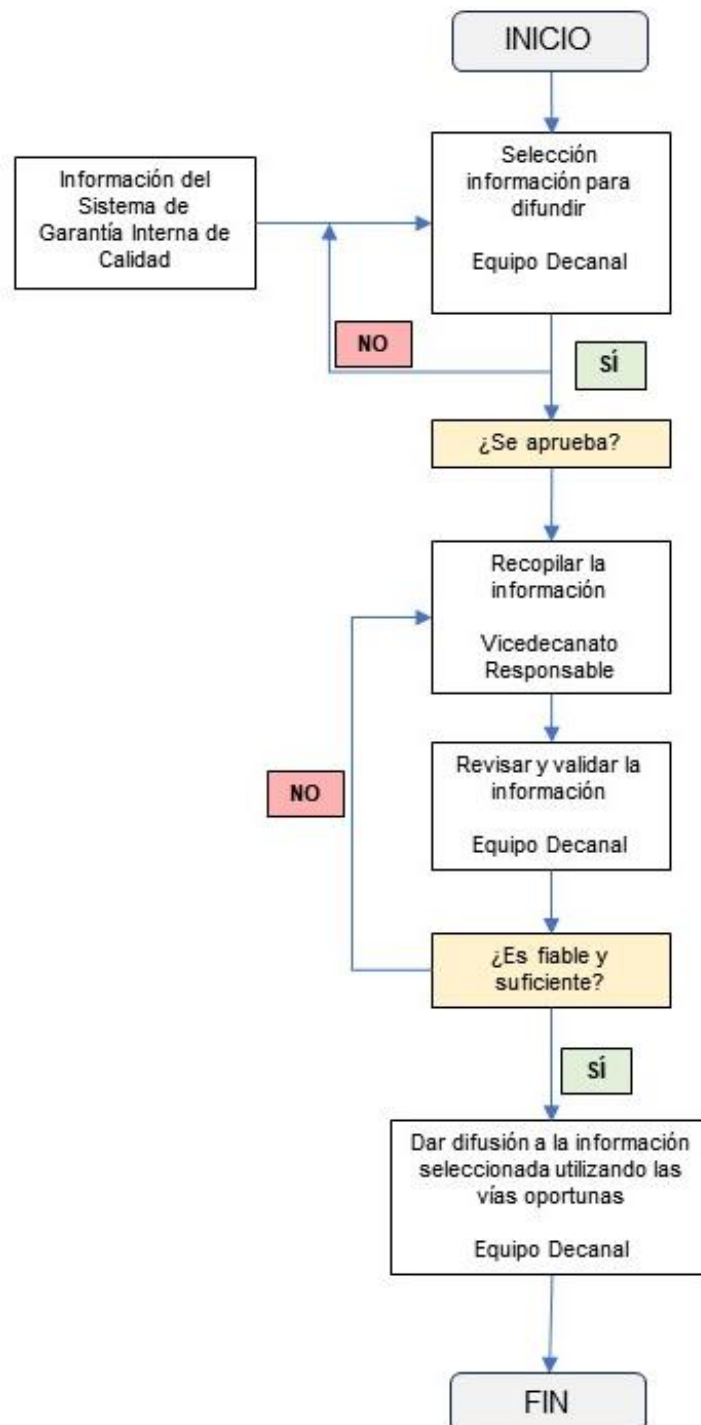 INICIO
Selección
información para
difundir
Equipo Decanal
Información del
Sistema de
Garantía Interna de
Calidad
NO
SÍ
¿Se aprueba?
Recopilar la
información
Vicedecanato
Responsable
Revisar y validar la
información
Equipo Decanal
NO
¿Es fiable y
suficiente?
SÍ
Dar difusión a la información
seleccionada utilizando las
vías oportunas
Equipo Decanal
FIN